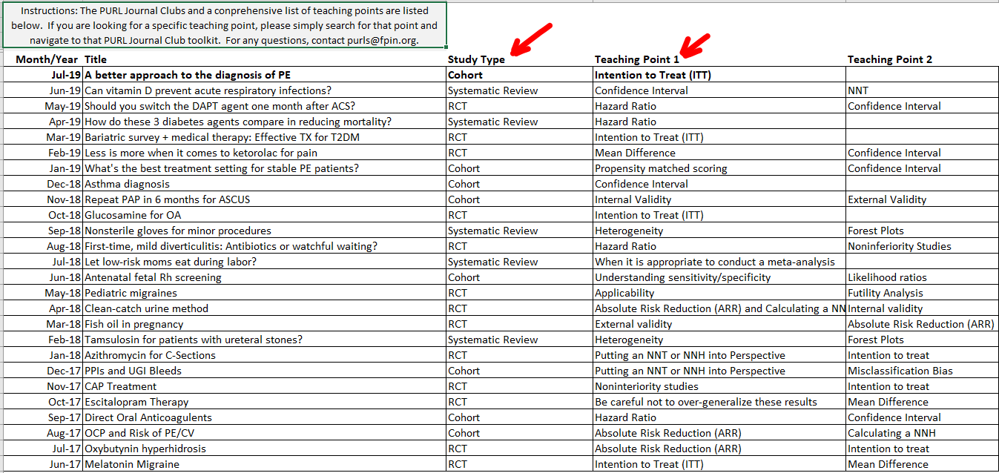 Instructions: The PURL Journal Clubs and a conprehensive list of teaching points are listed
below. If you are looking for a specific teaching point, please simply search for that point and
navigate to that PURL Journal Club toolkit. For any questions, contact purls@fpin.org.
Month/Year Title Study Type Teaching Point 1 Teaching Point 2
Jul-19 A better approach to the diagnosis of PE Cohort Intention to Treat (ITT)
Jun-19 Can vitamin D prevent acute respiratory infections? Systematic Review Confidence Interval NNT
May-19 Should you switch the DAPT agent one month after ACS? RCT Hazard Ratio Confidence Interval
Apr-19 How do these 3 diabetes agents compare in reducing mortality? Systematic Review Hazard Ratio
Mar-19 Bariatric survey + medical therapy: Effective TX for T2DM RCT Intention to Treat (ITT)
Feb-19 Less is more when it comes to ketorolac for pain RCT Mean Difference Confidence Interval
Jan-19 What's the best treatment setting for stable PE patients? Cohort Propensity matched scoring Confidence Interval
Dec-18 Asthma diagnosis Cohort Confidence Interval
Nov-18 Repeat PAP in 6 months for ASCUS Cohort Internal Validity External Validity
Oct-18 Glucosamine for OA RCT Intention to Treat (ITT)
Sep-18 Nonsterile gloves for minor procedures Systematic Review Heterogeneity Forest Plots
Aug-18 First-time, mild diverticulitis: Antibiotics or watchful waiting? RCT Hazard Ratio Noninferiority Studies
Jul-18 Let low-risk moms eat during labor? Systematic Review When it is appropriate to conduct a meta-analysis
Jun-18 Antenatal fetal Rh screening Cohort Understanding sensitivity/specificity Likelihood ratios
May-18 Pediatric migraines RCT Applicability Futility Analysis
Apr-18 Clean-catch urine method RCT Absolute Risk Reduction (ARR) and Calculating a NN Internal validity
Mar-18 Fish oil in pregnancy RCT External validity Absolute Risk Reduction (ARR)
Feb-18 Tamsulosin for patients with ureteral stones? Systematic Review Heterogeneity Forest Plots
Jan-18 Azithromycin for C-Sections RCT Putting an NNT or NNH into Perspective Intention to treat
Dec-17 PPIs and UGI Bleeds Cohort Putting an NNT or NNH into Perspective Misclassification Bias
Nov-17 CAP Treatment RCT Noninteriority studies Intention to treat
Oct-17 Escitalopram Therapy RCT Be careful not to over-generalize these results Mean Difference
Sep-17 Direct Oral Anticoagulents Cohort Hazard Ratio Confidence Interval
Aug-17 OCP and Risk of PE/CV Cohort Absolute Risk Reduction (ARR) Calculating a NNH
Jul-17 Oxybutynin hyperhidrosis RCT Absolute Risk Reduction (ARR) Intention to treat
Jun-17 Melatonin Migraine RCT Intention to Treat (ITT) Mean Difference